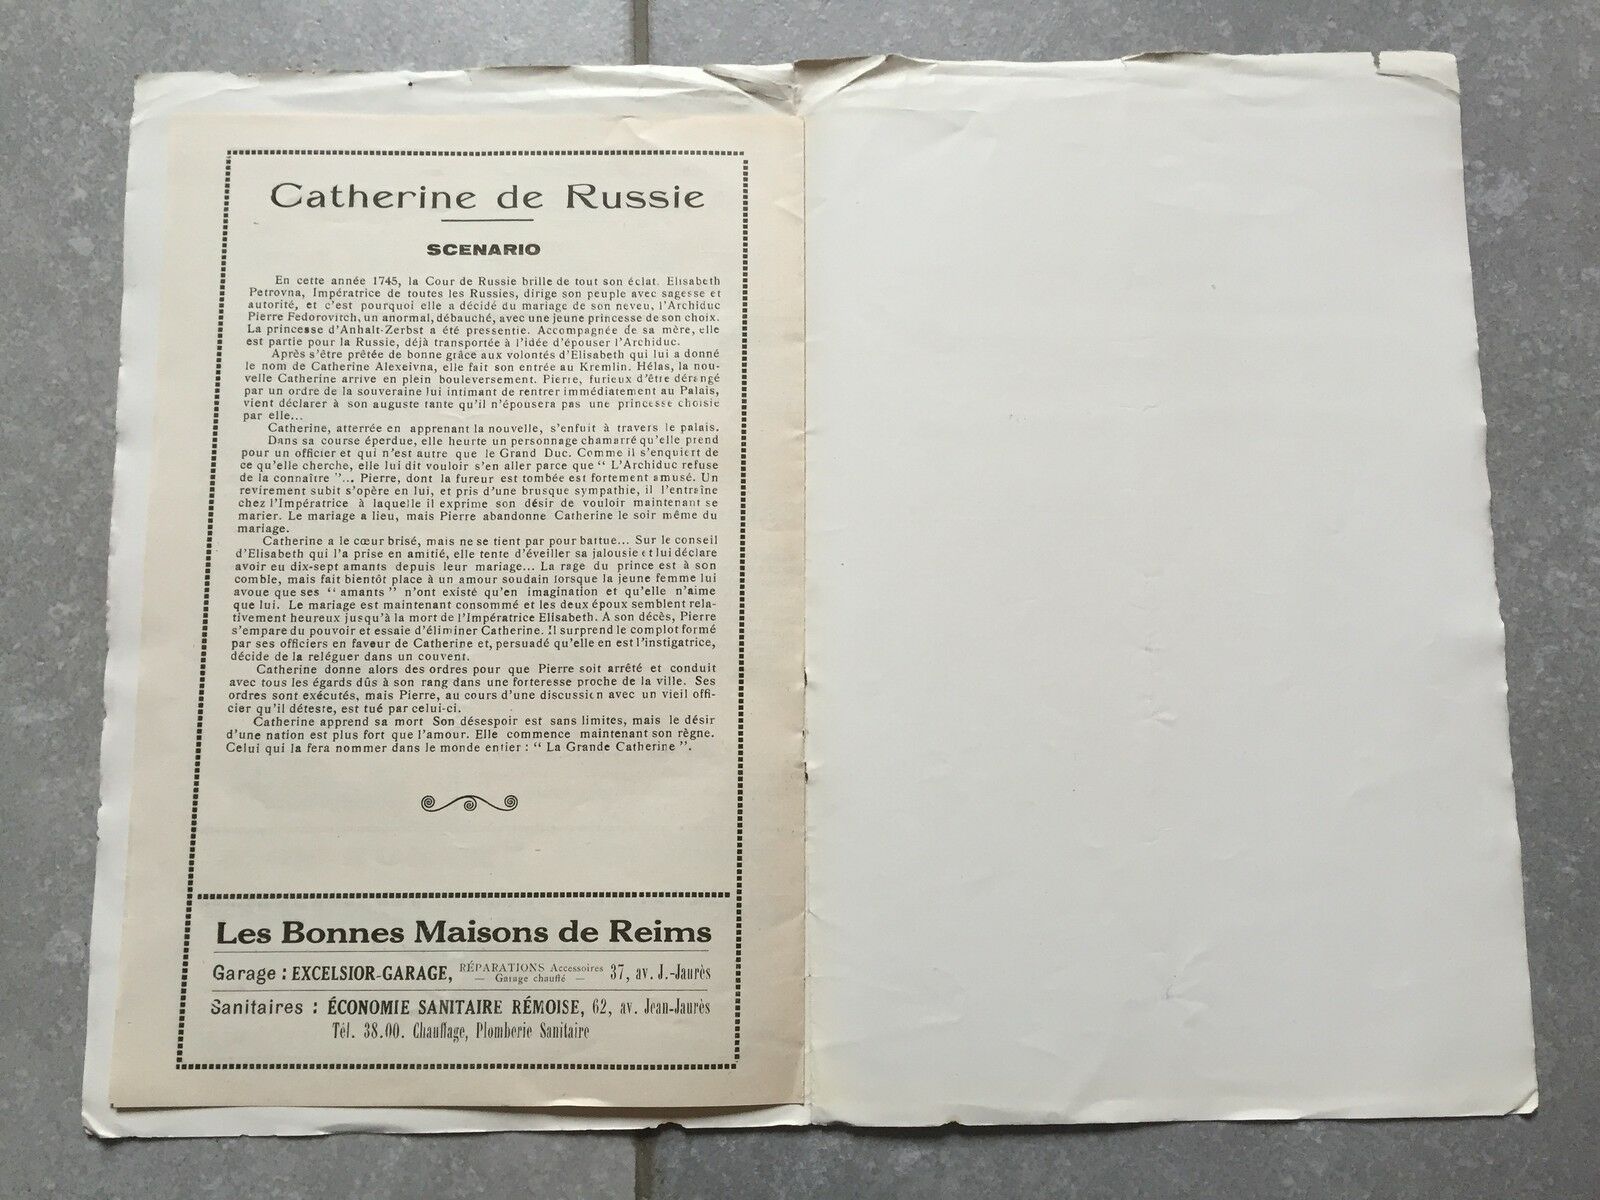 Catherine de Russie
SCENARIO
En cette année 1745, la Cour de Russie brille de tout son éclat. Elisabeth
Petrovna, Impératrice de toutes les Russies, dirige son peuple avec sagesse et
autorité, et c'est pourquoi elle a décidé du mariage de son neveu, l'Archiduc
Pierre Fedorovitch, un anormal, débauché, avec une jeune princesse de son choix.
La princesse d'Anhalt-Zerbst a été pressentie. Accompagnée de sa mère, elle
est partie pour la Russie, déjà transportée à l'idée d'épouser l'Archiduc.
Après s'être prêtée de bonne grâce aux volontés d'Elisabeth qui lui a donné
le nom de Catherine Alexeivna, elle fait son entrée au Kremlin. Hélas, la nou-
velle Catherine arrive en plein bouleversement. Pierre, furieux d'être dérangé
par un ordre de la souveraine lui intimant de rentrer immédiatement au Palais,
vient déclarer à son auguste tante qu'il n'épousera pas une princesse choisie
par elle...
Catherine, atterrée en apprenant la nouvelle, s'enfuit à travers le palais.
Dans sa course éperdue, elle heurte un personnage chamarré qu'elle prend
pour un officier et qui n'est autre que le Grand Duc. Comme il s'enquiert de
ce qu'elle cherche, elle lui dit vouloir s'en aller parce que " L'Archiduc refuse
de la connaître "... Pierre, dont la fureur est tombée est fortement amusé. Un
revirement subit s'opère en lui, et pris d'une brusque sympathie, il l'entraîne
chez l'Impératrice à laquelle il exprime son désir de vouloir maintenant se
marier. Le mariage a lieu, mais Pierre abandonne Catherine le soir même du
mariage.
Catherine a le cœur brisé, mais ne se tient par pour battue... Sur le conseil
d'Elisabeth qui l'a prise en amitié, elle tente d'éveiller sa jalousie et lui déclare
avoir eu dix-sept amants depuis leur mariage... La rage du prince est à son
comble, mais fait bientôt place à un amour soudain lorsque la jeune femme lui
avoue que ses " amants " n'ont existé qu'en imagination et qu'elle n'aime
que lui. Le mariage est maintenant consommé et les deux époux semblent rela-
tivement heureux jusqu'à la mort de l'Impératrice Elisabeth. A son décès, Pierre
s'empare du pouvoir et essaie d'éliminer Catherine. Il surprend le complot formé
par ses officiers en faveur de Catherine et, persuadé qu'elle en est l'instigatrice,
décide de la reléguer dans un couvent.
Catherine donne alors des ordres pour que Pierre soit arrêté et conduit
avec tous les égards dûs à son rang dans une forteresse proche de la ville. Ses
ordres sont exécutés, mais Pierre, au cours d'une discussion avec un vieil offi-
cier qu'il déteste, est tué par celui-ci.
Catherine apprend sa mort Son désespoir est sans limites, mais le désir
d'une nation est plus fort que l'amour. Elle commence maintenant son règne.
Celui qui la fera nommer dans le monde entier : " La Grande Catherine ".
Les Bonnes Maisons de Reims
Garage : EXCELSIOR-GARAGE, RÉPARATIONS Accessoires — Garage chauffé — 37, av. J.-Jaurès
Sanitaires : ÉCONOMIE SANITAIRE RÉMOISE, 62, av. Jean-Jaurès
Tél. 38.00. Chauffage, Plomberie Sanitaire